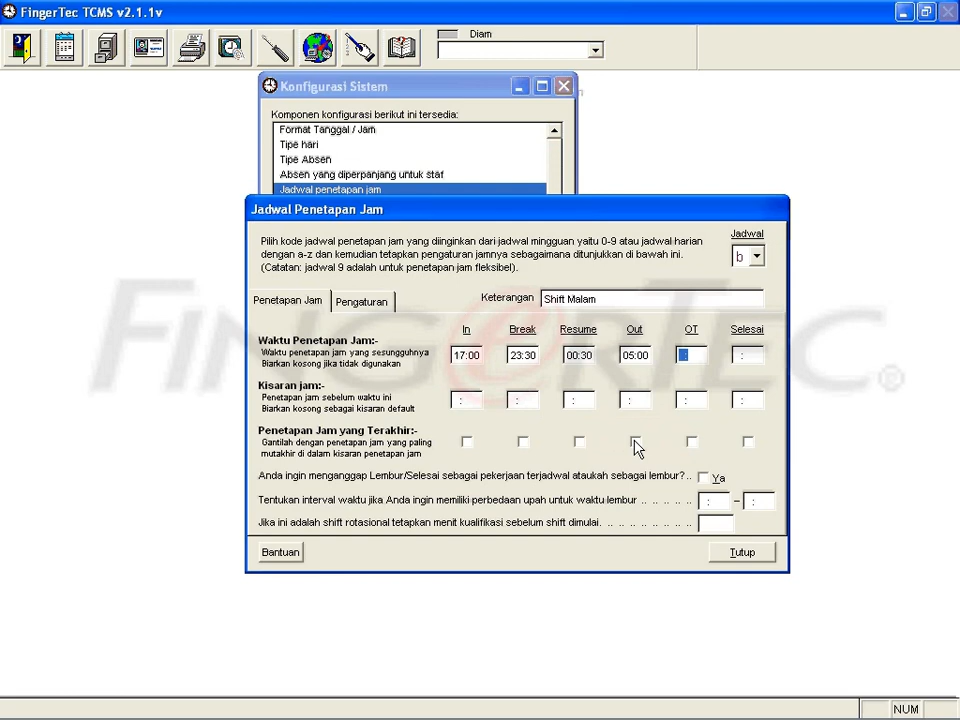 FingerTec TCMS v2.1.1v
Diam
Konfigurasi Sistem
Komponen konfigurasi berikut ini tersedia:
Format Tanggal / Jam
Tipe hari
Tipe Absen
Absen yang diperpanjang untuk staf
Jadwal penetapan jam
Jadwal Penetapan Jam
Pilih kode jadwal penetapan jam yang diinginkan dari jadwal mingguan yaitu 0-9 atau jadwal harian
dengan a-z dan kemudian tetapkan pengaturan jamnya sebagaimana ditunjukkan di bawah ini.
(Catatan: jadwal 9 adalah untuk penetapan jam fleksibel).
Jadwal
b
Penetapan Jam
Pengaturan
Keterangan
Shift Malam
In Break Resume Out OT Selesai
Waktu Penetapan Jam:-
Waktu penetapan jam yang sesungguhnya
Biarkan kosong jika tidak digunakan
17:00 23:30 00:30 05:00 : :
Kisaran jam:-
Penetapan jam sebelum waktu ini
Biarkan kosong sebagai kisaran default
: : : : : :
Penetapan Jam yang Terakhir:-
Gantilah dengan penetapan jam yang paling
mutakhir di dalam kisaran penetapan jam
Anda ingin menganggap Lembur/Selesai sebagai pekerjaan terjadwal ataukah sebagai lembur?.. Ya
Tentukan interval waktu jika Anda ingin memiliki perbedaan upah untuk waktu lembur .. .. .. .. .. .. : – :
Jika ini adalah shift rotasional tetapkan menit kualifikasi sebelum shift dimulai. .. .. .. .. .. .. .. ..
Bantuan
Tutup
FingerTec ®
NUM